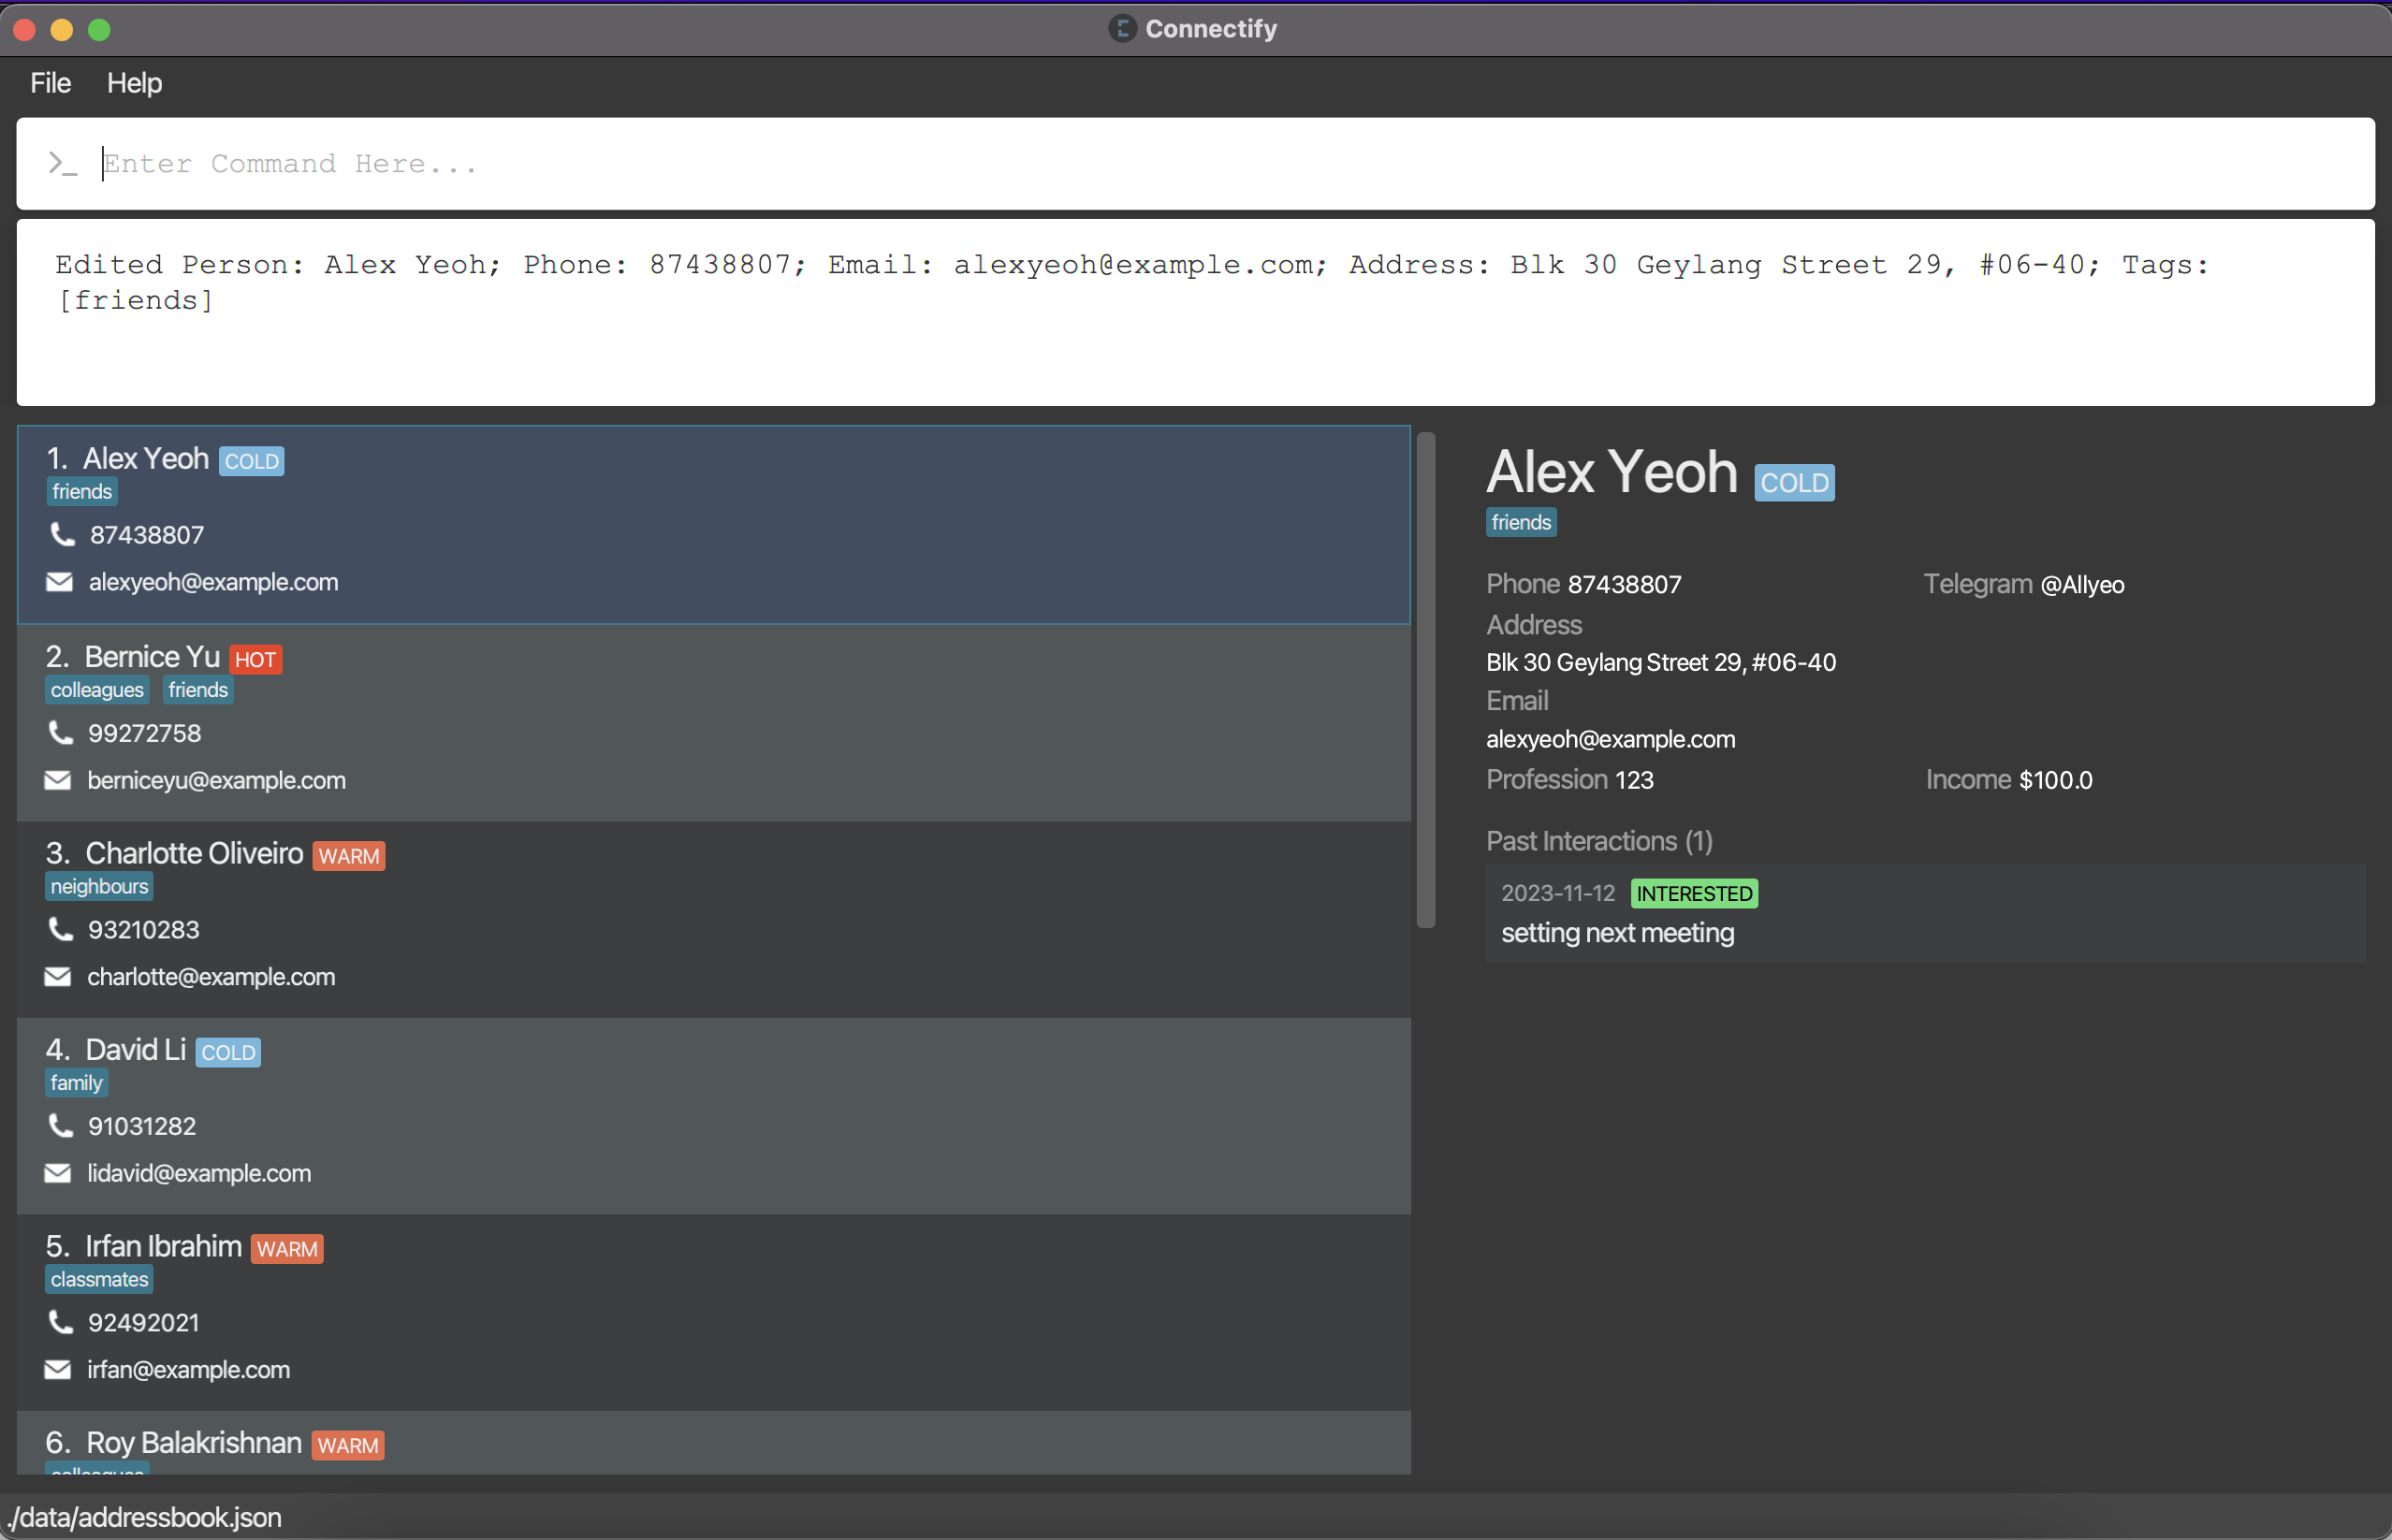 Connectify
File Help
>_ Enter Command Here...
Edited Person: Alex Yeoh; Phone: 87438807; Email: alexyeoh@example.com; Address: Blk 30 Geylang Street 29, #06-40; Tags:
[friends]
1. Alex Yeoh COLD
friends
87438807
alexyeoh@example.com
2. Bernice Yu HOT
colleagues friends
99272758
berniceyu@example.com
3. Charlotte Oliveiro WARM
neighbours
93210283
charlotte@example.com
4. David Li COLD
family
91031282
lidavid@example.com
5. Irfan Ibrahim WARM
classmates
92492021
irfan@example.com
6. Roy Balakrishnan WARM
colleagues
Alex Yeoh COLD
friends
Phone 87438807 Telegram @Allyeo
Address
Blk 30 Geylang Street 29, #06-40
Email
alexyeoh@example.com
Profession 123 Income $100.0
Past Interactions (1)
2023-11-12 INTERESTED
setting next meeting
./data/addressbook.json